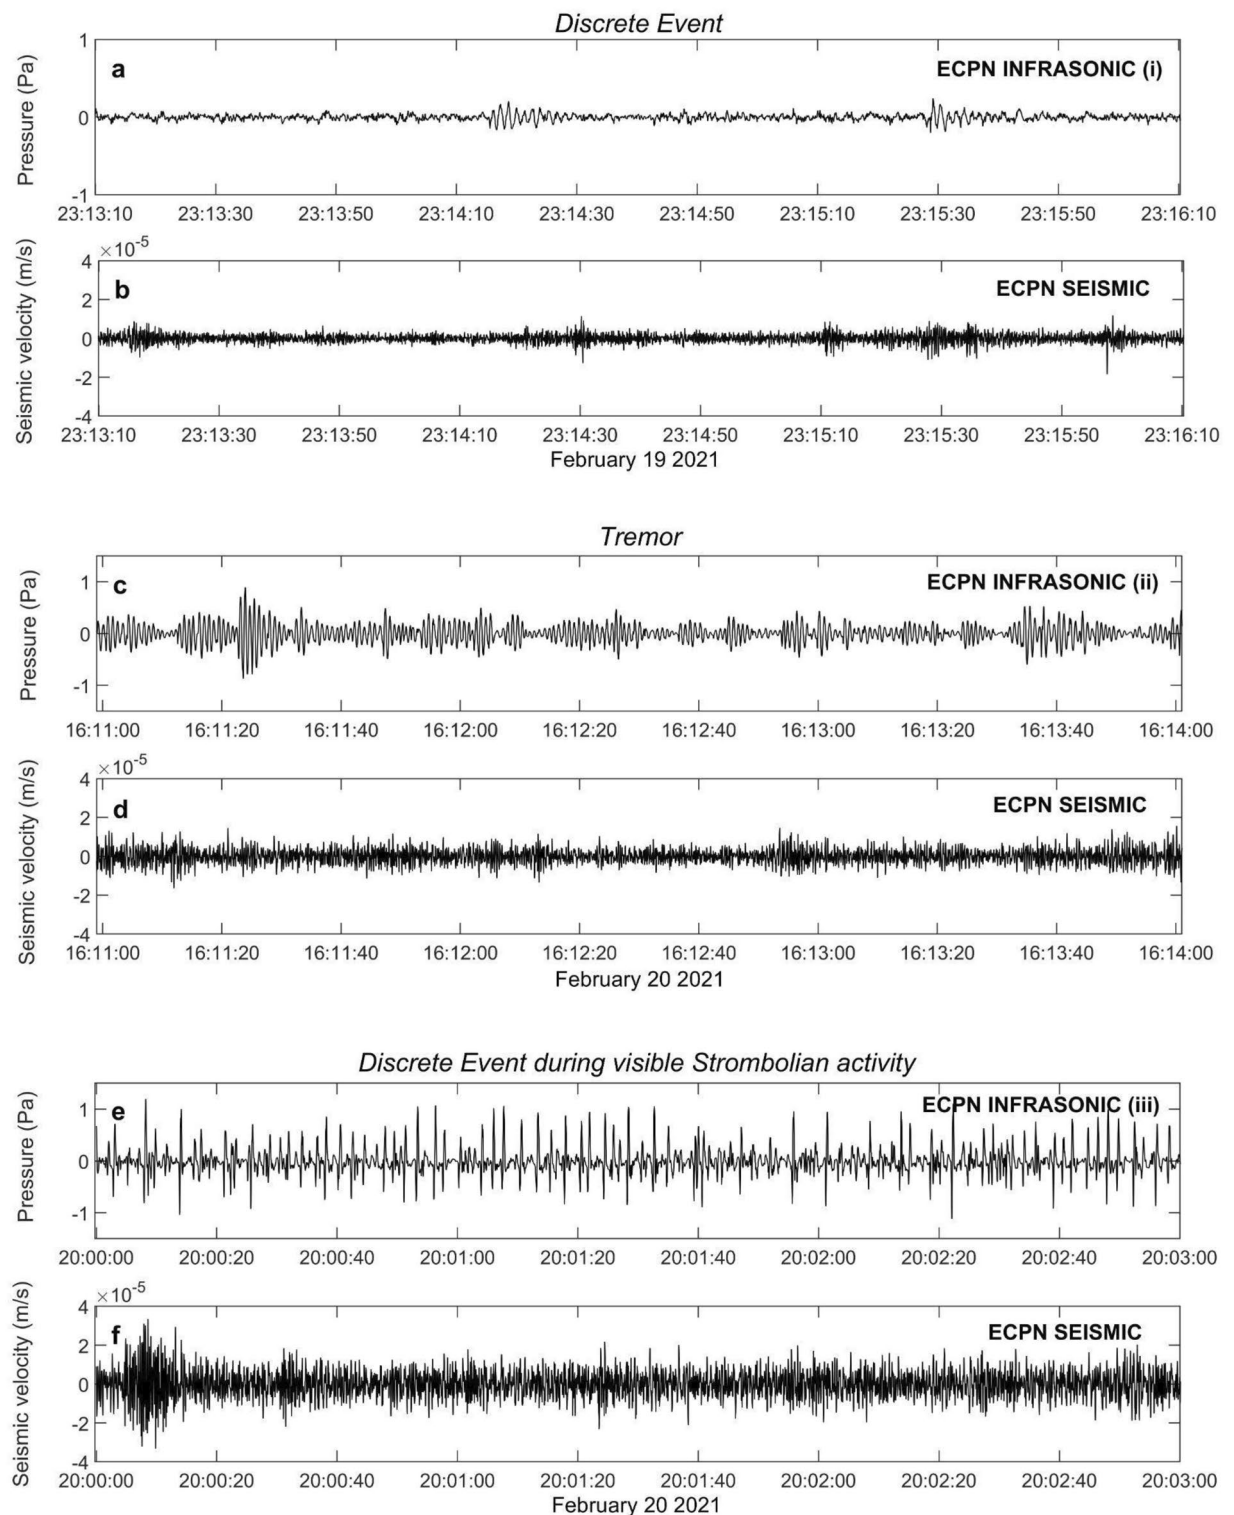 Discrete Event
a
ECPN INFRASONIC (i)
Pressure (Pa)
1
0
-1
23:13:10 23:13:30 23:13:50 23:14:10 23:14:30 23:14:50 23:15:10 23:15:30 23:15:50 23:16:10
×10-5
b
ECPN SEISMIC
Seismic velocity (m/s)
4
2
0
-2
-4
23:13:10 23:13:30 23:13:50 23:14:10 23:14:30 23:14:50 23:15:10 23:15:30 23:15:50 23:16:10
February 19 2021
Tremor
c
ECPN INFRASONIC (ii)
Pressure (Pa)
1
0
-1
16:11:00 16:11:20 16:11:40 16:12:00 16:12:20 16:12:40 16:13:00 16:13:20 16:13:40 16:14:00
×10-5
d
ECPN SEISMIC
Seismic velocity (m/s)
4
2
0
-2
-4
16:11:00 16:11:20 16:11:40 16:12:00 16:12:20 16:12:40 16:13:00 16:13:20 16:13:40 16:14:00
February 20 2021
Discrete Event during visible Strombolian activity
e
ECPN INFRASONIC (iii)
Pressure (Pa)
1
0
-1
20:00:00 20:00:20 20:00:40 20:01:00 20:01:20 20:01:40 20:02:00 20:02:20 20:02:40 20:03:00
×10-5
f
ECPN SEISMIC
Seismic velocity (m/s)
4
2
0
-2
-4
20:00:00 20:00:20 20:00:40 20:01:00 20:01:20 20:01:40 20:02:00 20:02:20 20:02:40 20:03:00
February 20 2021